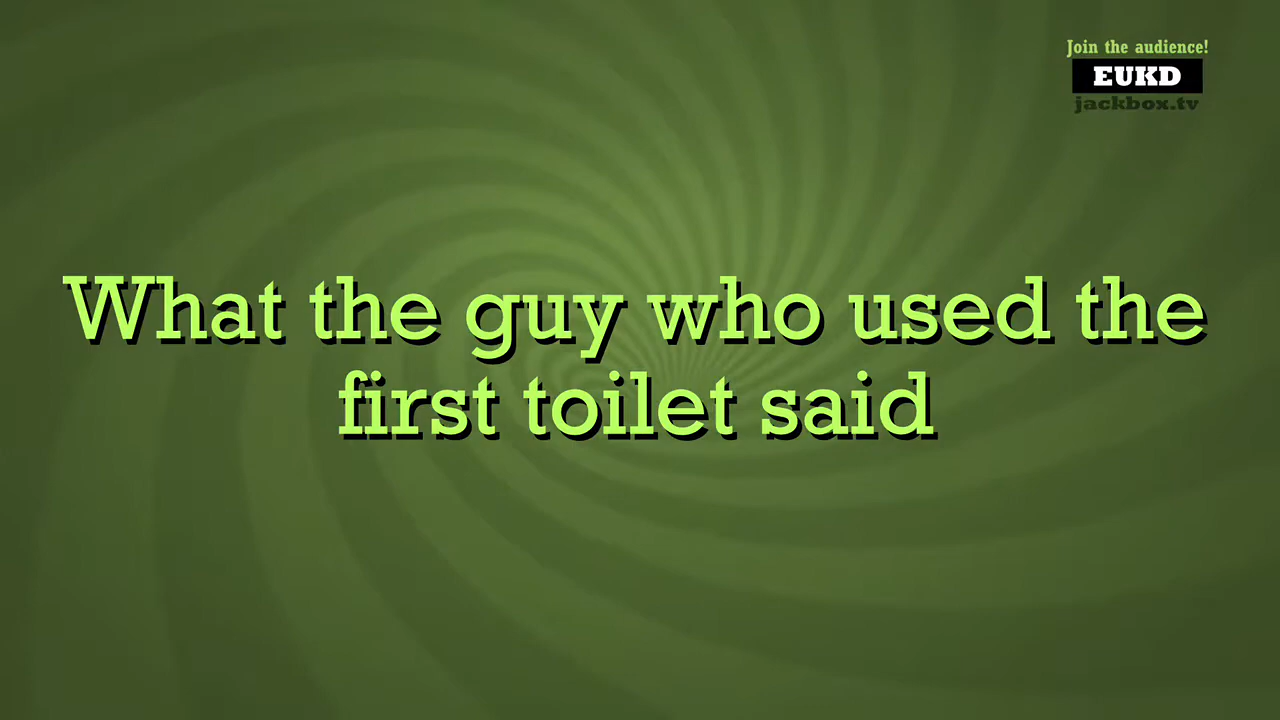 Join the audience!
EUKD
jackbox.tv
What the guy who used the
first toilet said